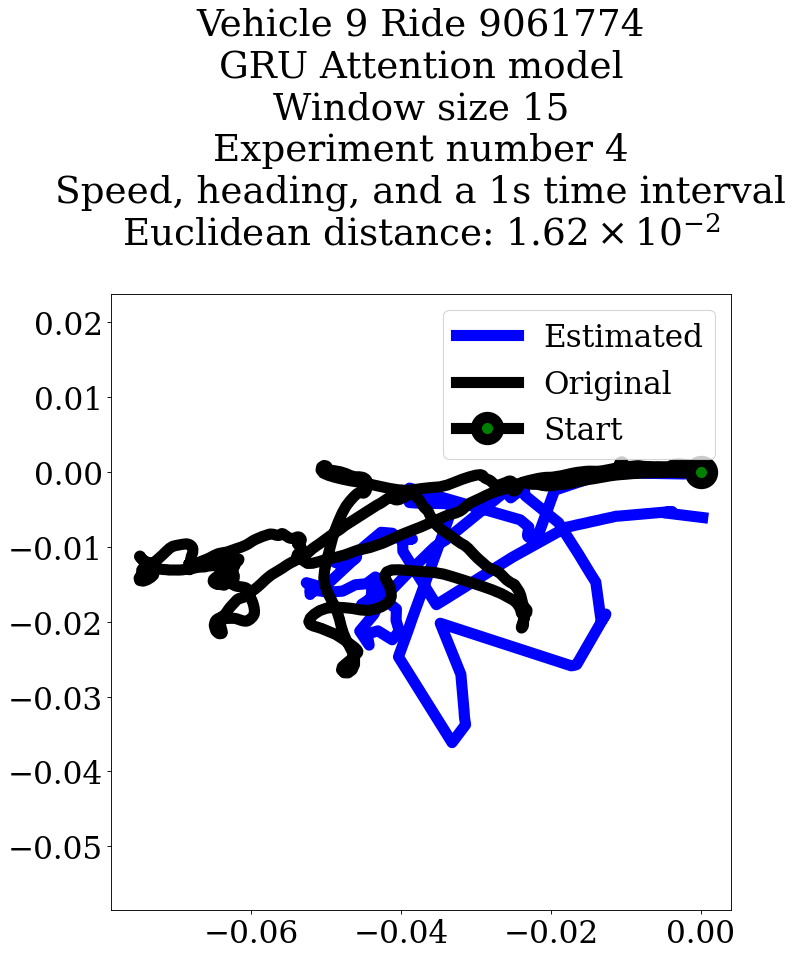 Vehicle 9 Ride 9061774
GRU Attention model
Window size 15
Experiment number 4
Speed, heading, and a 1s time interval
Euclidean distance: 1.62 × 10⁻²
Estimated
Original
Start
0.02
0.01
0.00
−0.01
−0.02
−0.03
−0.04
−0.05
−0.06 −0.04 −0.02 0.00